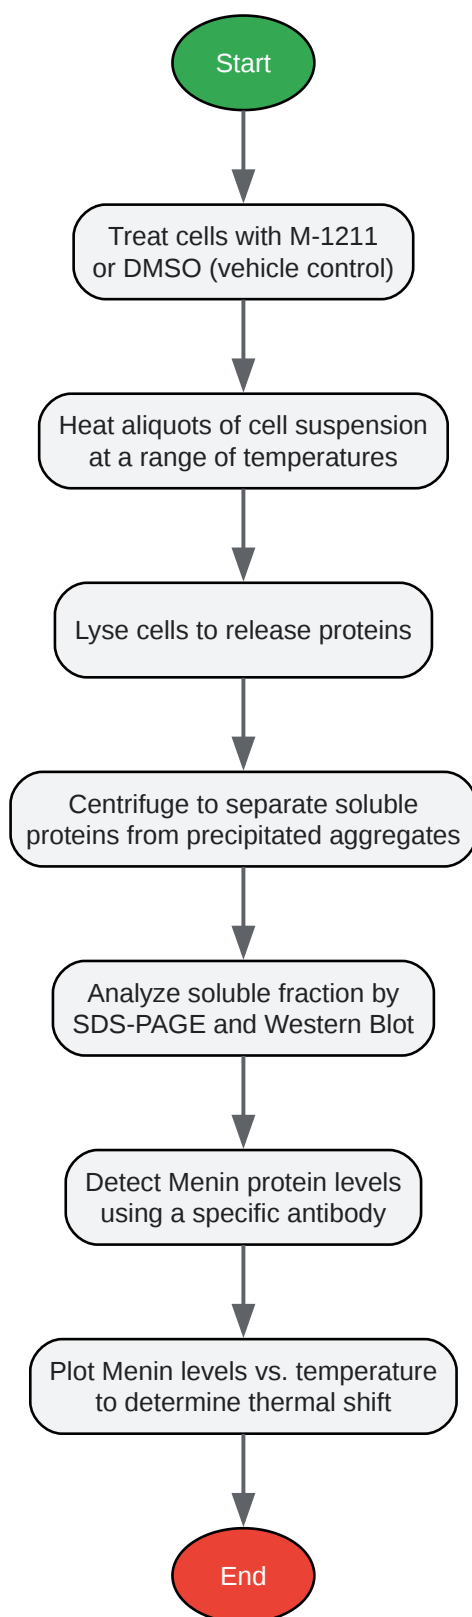 Start
Treat cells with M-1211
or DMSO (vehicle control)
Heat aliquots of cell suspension
at a range of temperatures
Lyse cells to release proteins
Centrifuge to separate soluble
proteins from precipitated aggregates
Analyze soluble fraction by
SDS-PAGE and Western Blot
Detect Menin protein levels
using a specific antibody
Plot Menin levels vs. temperature
to determine thermal shift
End